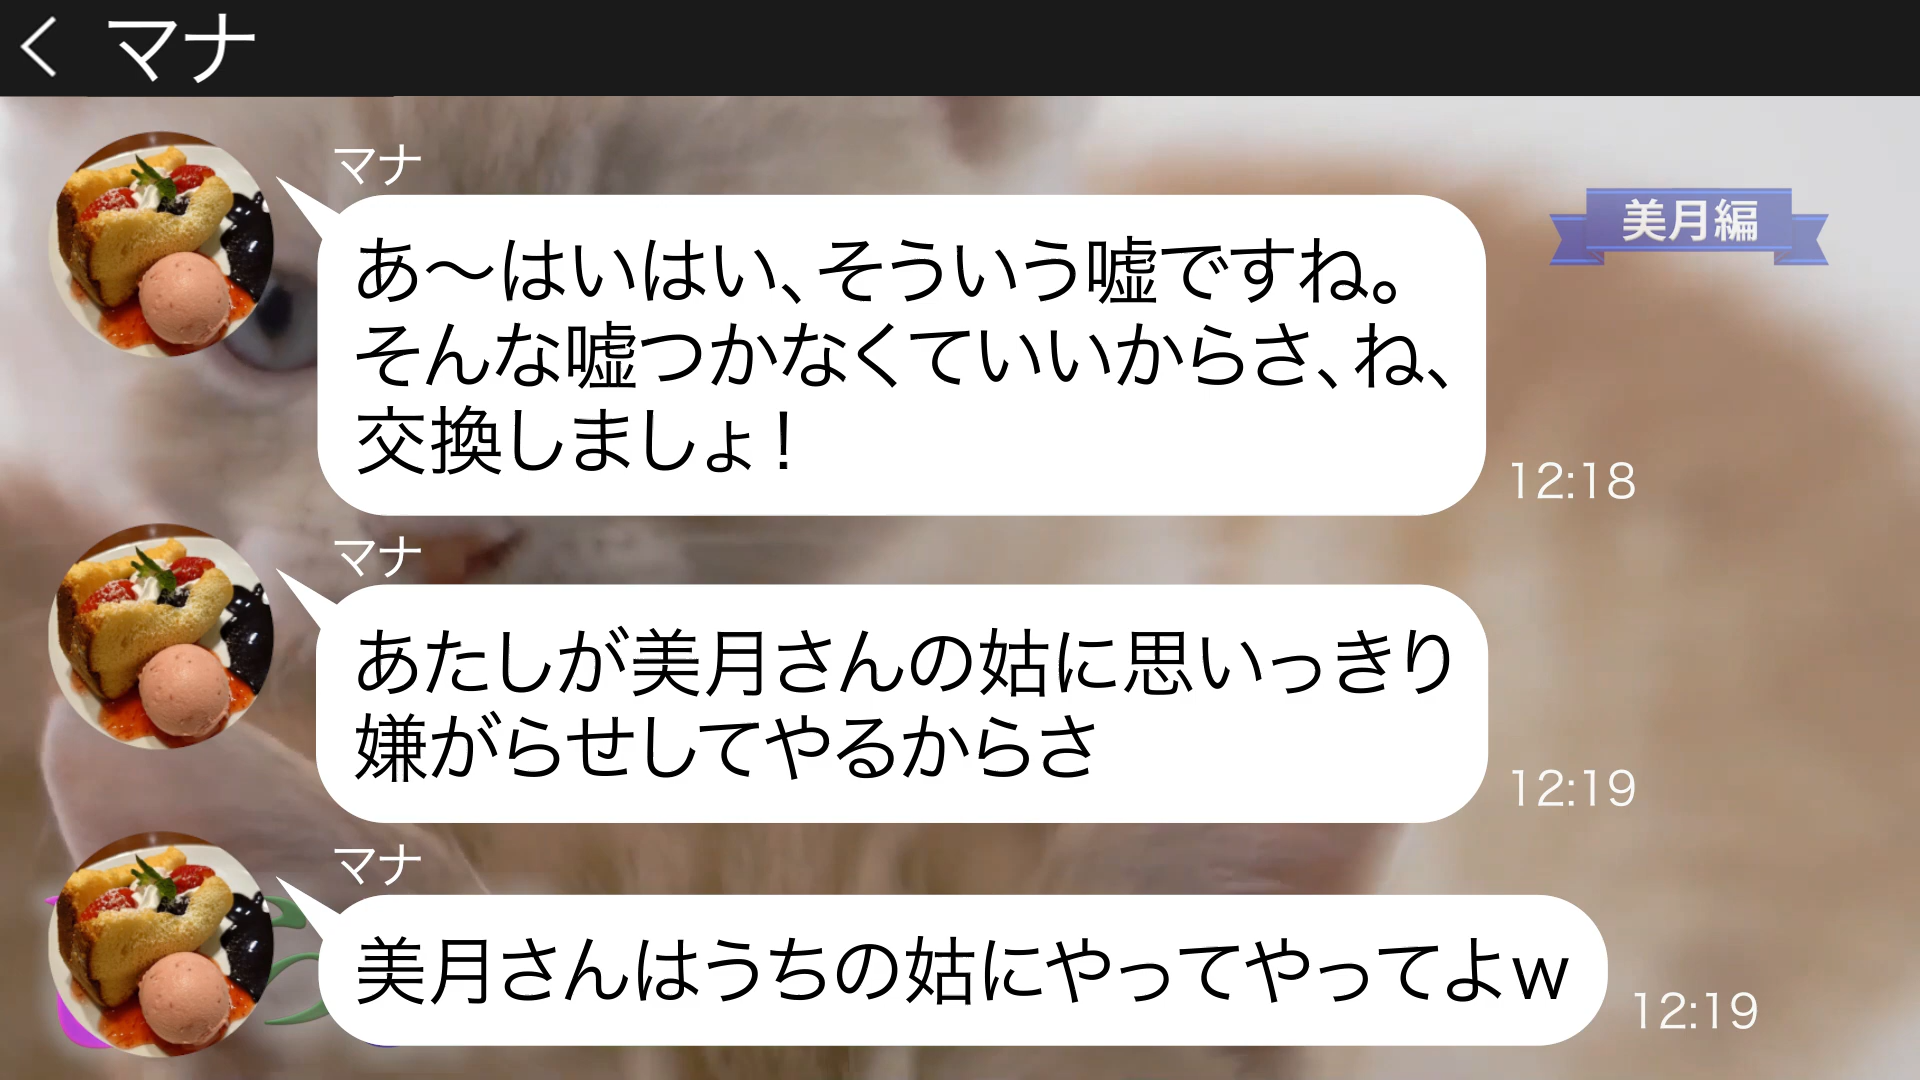 マナ
マナ
美月編
あ〜はいはい、そういう嘘ですね。
そんな嘘つかなくていいからさ、ね、
交換しましょ！
12:18
マナ
あたしが美月さんの姑に思いっきり
嫌がらせしてやるからさ
12:19
マナ
美月さんはうちの姑にやってやってよw
12:19